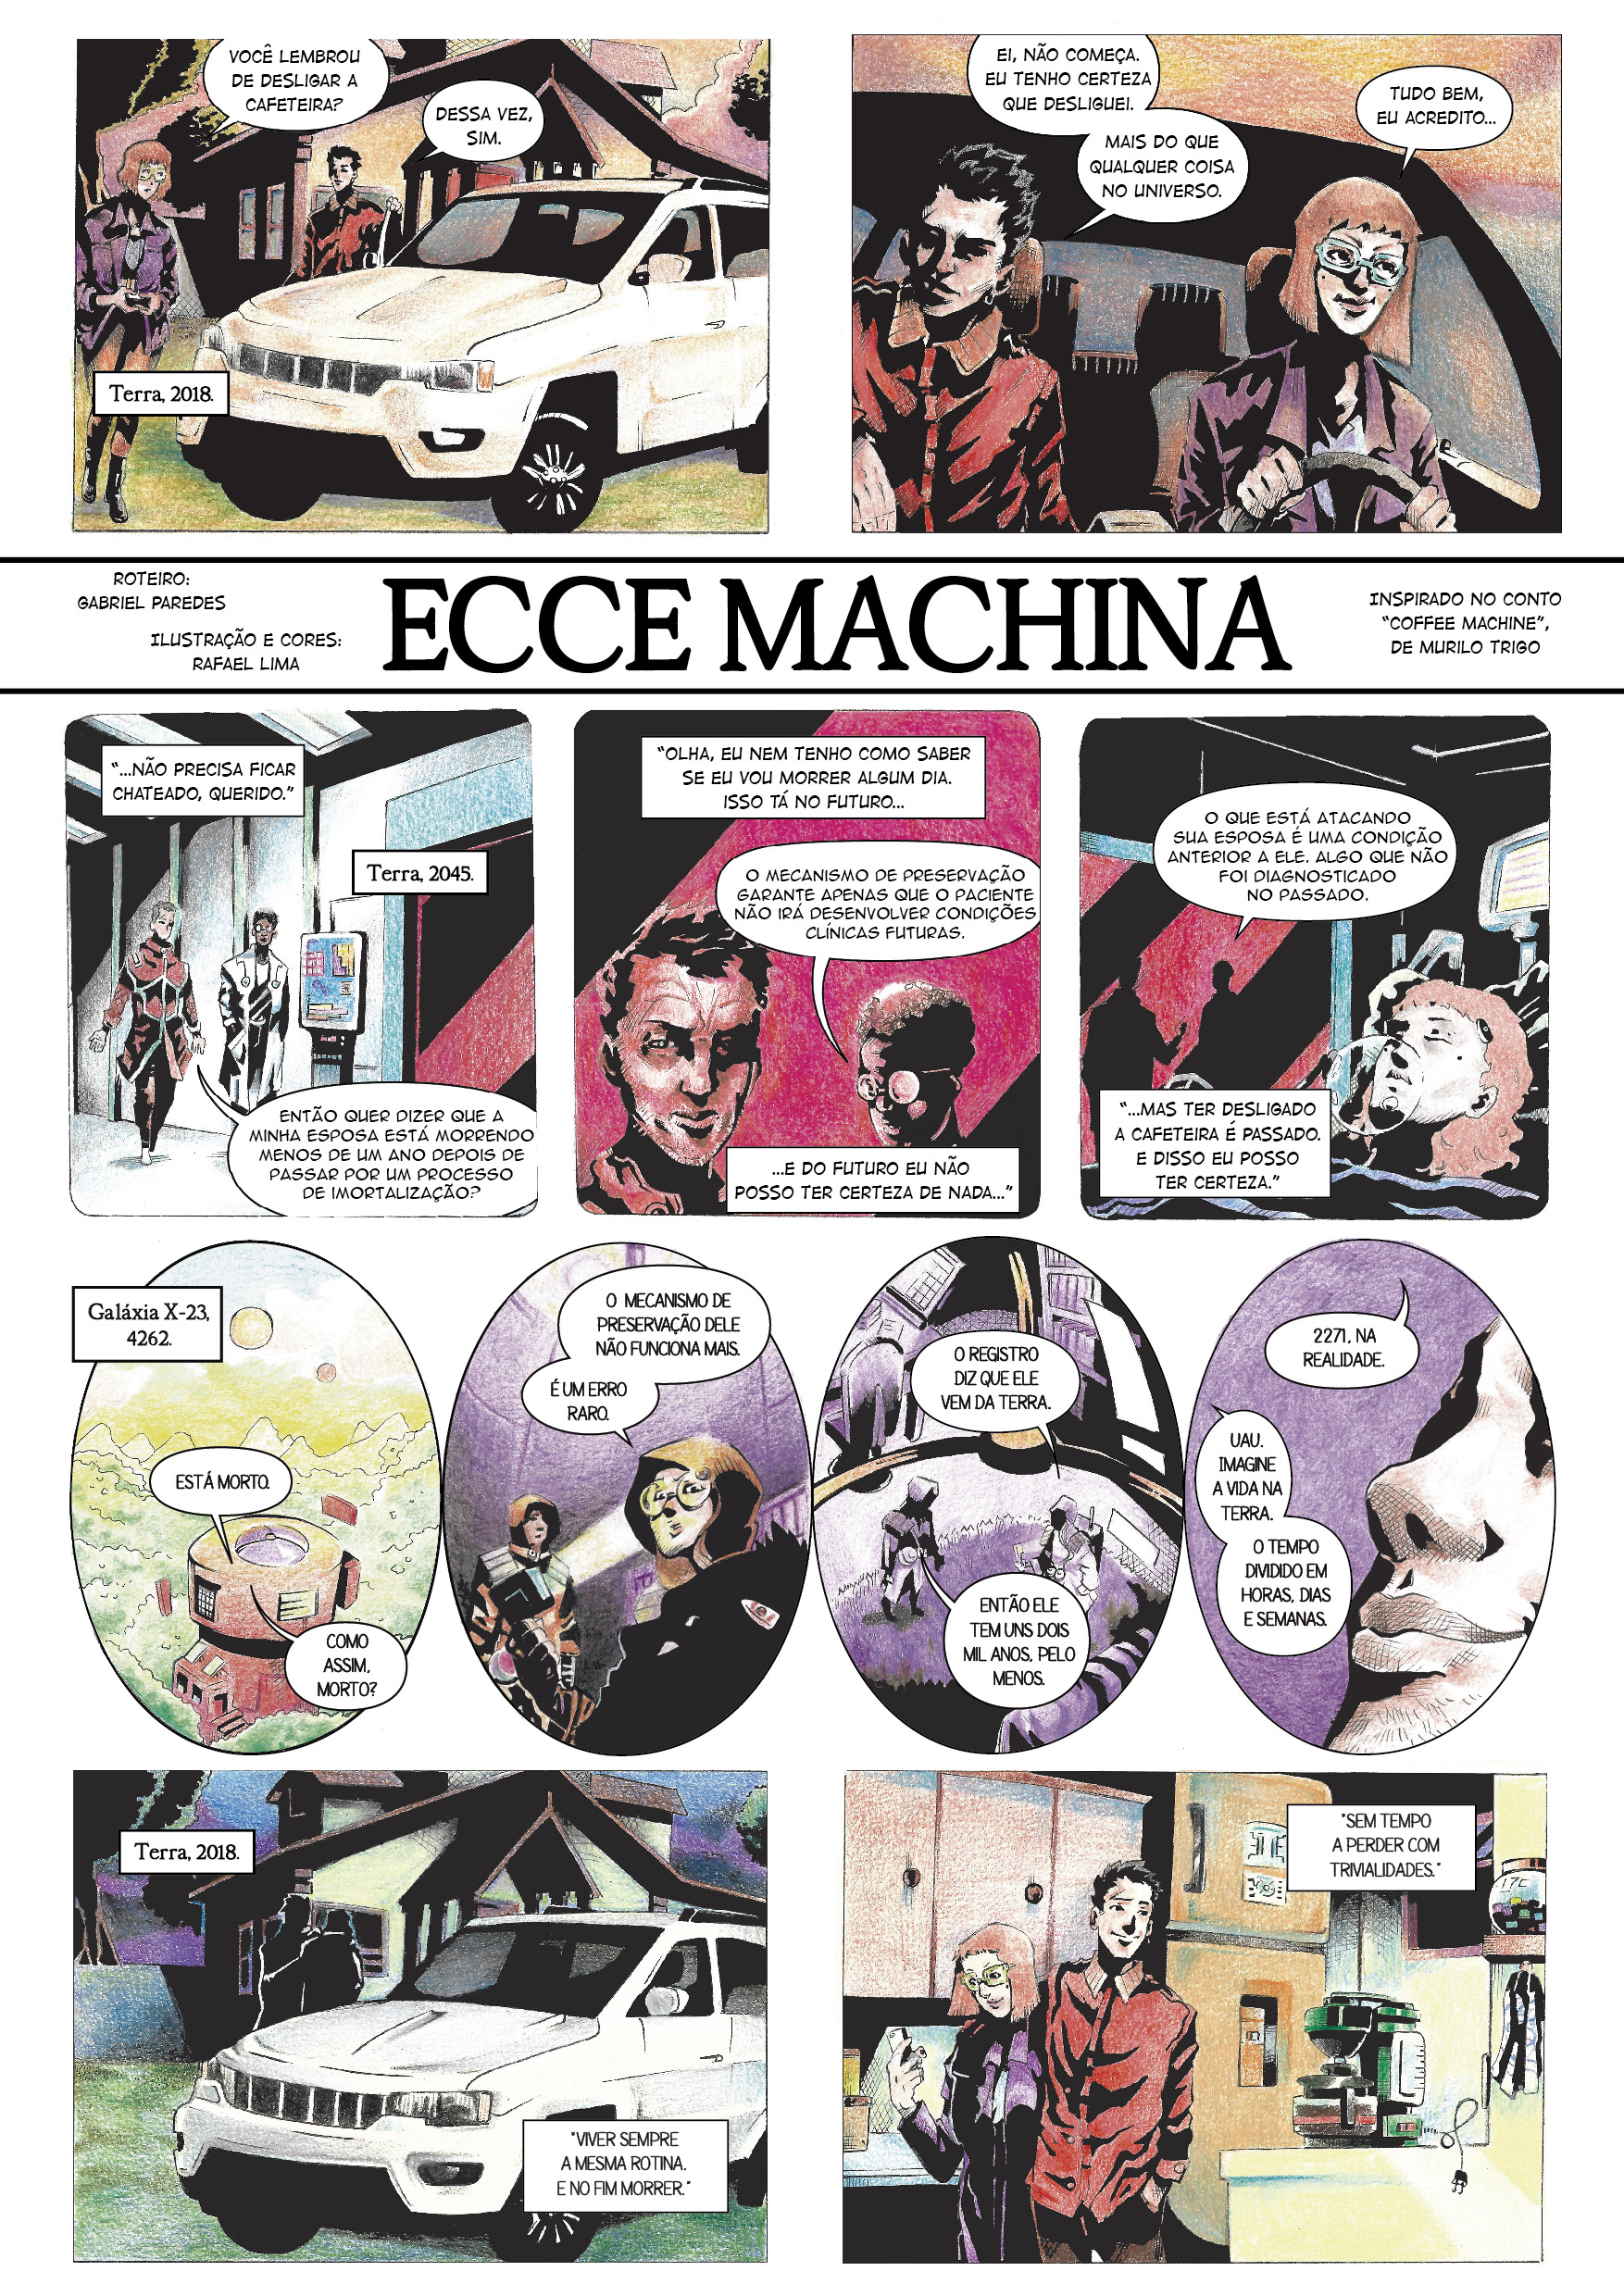 VOCÊ LEMBROU
DE DESLIGAR A
CAFETEIRA?
DESSA VEZ,
SIM.
Terra, 2018.
EI, NÃO COMEÇA.
EU TENHO CERTEZA
QUE DESLIGUEI.
MAIS DO QUE
QUALQUER COISA
NO UNIVERSO.
TUDO BEM,
EU ACREDITO...
ROTEIRO:
GABRIEL PAREDES
ILUSTRAÇÃO E CORES:
RAFAEL LIMA
ECCE MACHINA
INSPIRADO NO CONTO
"COFFEE MACHINE",
DE MURILO TRIGO
"...NÃO PRECISA FICAR
CHATEADO, QUERIDO."
Terra, 2045.
ENTÃO QUER DIZER QUE A
MINHA ESPOSA ESTÁ MORRENDO
MENOS DE UM ANO DEPOIS DE
PASSAR POR UM PROCESSO
DE IMORTALIZAÇÃO?
"OLHA, EU NEM TENHO COMO SABER
SE EU VOU MORRER ALGUM DIA.
ISSO TÁ NO FUTURO...
O MECANISMO DE PRESERVAÇÃO
GARANTE APENAS QUE O PACIENTE
NÃO IRÁ DESENVOLVER CONDIÇÕES
CLÍNICAS FUTURAS.
...E DO FUTURO EU NÃO
POSSO TER CERTEZA DE NADA..."
O QUE ESTÁ ATACANDO
SUA ESPOSA É UMA CONDIÇÃO
ANTERIOR A ELE. ALGO QUE NÃO
FOI DIAGNOSTICADO
NO PASSADO.
"...MAS TER DESLIGADO
A CAFETEIRA É PASSADO.
E DISSO EU POSSO
TER CERTEZA."
Galáxia X-23,
4262.
ESTÁ MORTO.
COMO
ASSIM,
MORTO?
O MECANISMO DE
PRESERVAÇÃO DELE
NÃO FUNCIONA MAIS.
É UM ERRO
RARO.
O REGISTRO
DIZ QUE ELE
VEM DA TERRA.
ENTÃO ELE
TEM UNS DOIS
MIL ANOS, PELO
MENOS.
2271, NA
REALIDADE.
UAU.
IMAGINE
A VIDA NA
TERRA.
O TEMPO
DIVIDIDO EM
HORAS, DIAS
E SEMANAS.
Terra, 2018.
"VIVER SEMPRE
A MESMA ROTINA.
E NO FIM MORRER."
"SEM TEMPO
A PERDER COM
TRIVIALIDADES."